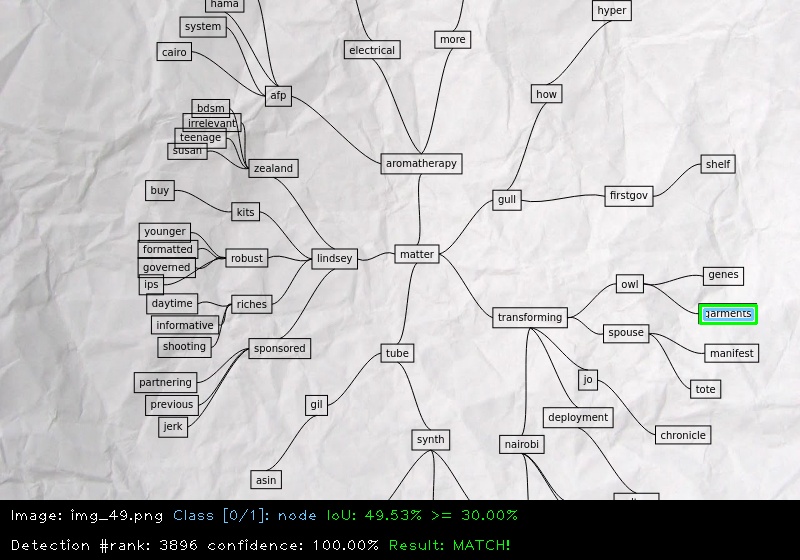 hama
hyper
system
more
electrical
cairo
how
afp
bdsm
irrelevant
teenage
susan
aromatherapy
shelf
zealand
buy
gull
firstgov
kits
younger
formatted
matter
robust
lindsey
governed
genes
ips
owl
daytime
riches
garments
transforming
informative
spouse
shooting
sponsored
tube
manifest
partnering
jo
tote
previous
gil
deployment
jerk
chronicle
synth
nairobi
asin
Image: img_49.png Class [0/1]: node IoU: 49.53% >= 30.00%
Detection #rank: 3896 confidence: 100.00% Result: MATCH!